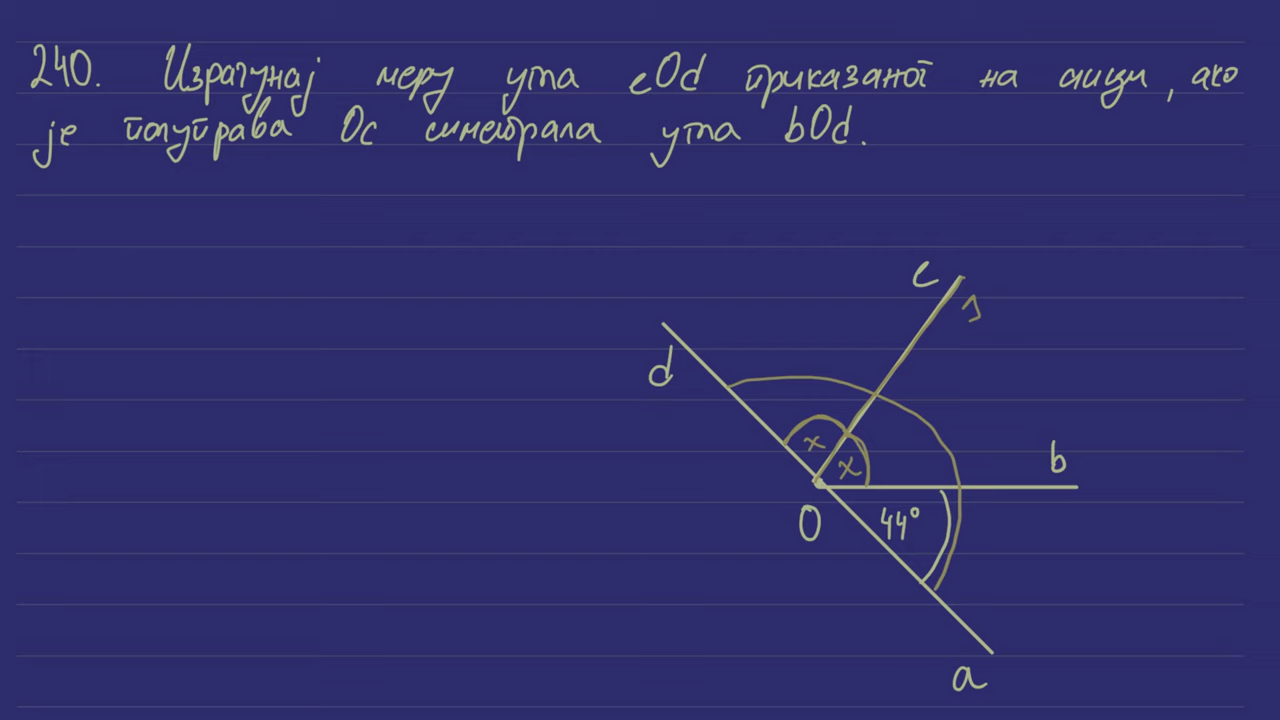 240. Израчунај меру угла cOd приказаног на слици, ако
је полуправа Oc симетрала угла bOd.
c
d
x
x
b
O
44°
a